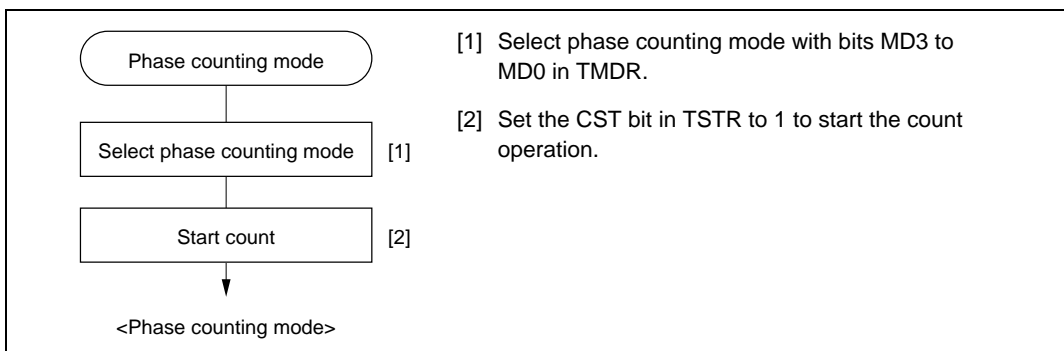 Phase counting mode
Select phase counting mode [1]
Start count [2]
<Phase counting mode>
[1] Select phase counting mode with bits MD3 to
MD0 in TMDR.
[2] Set the CST bit in TSTR to 1 to start the count
operation.